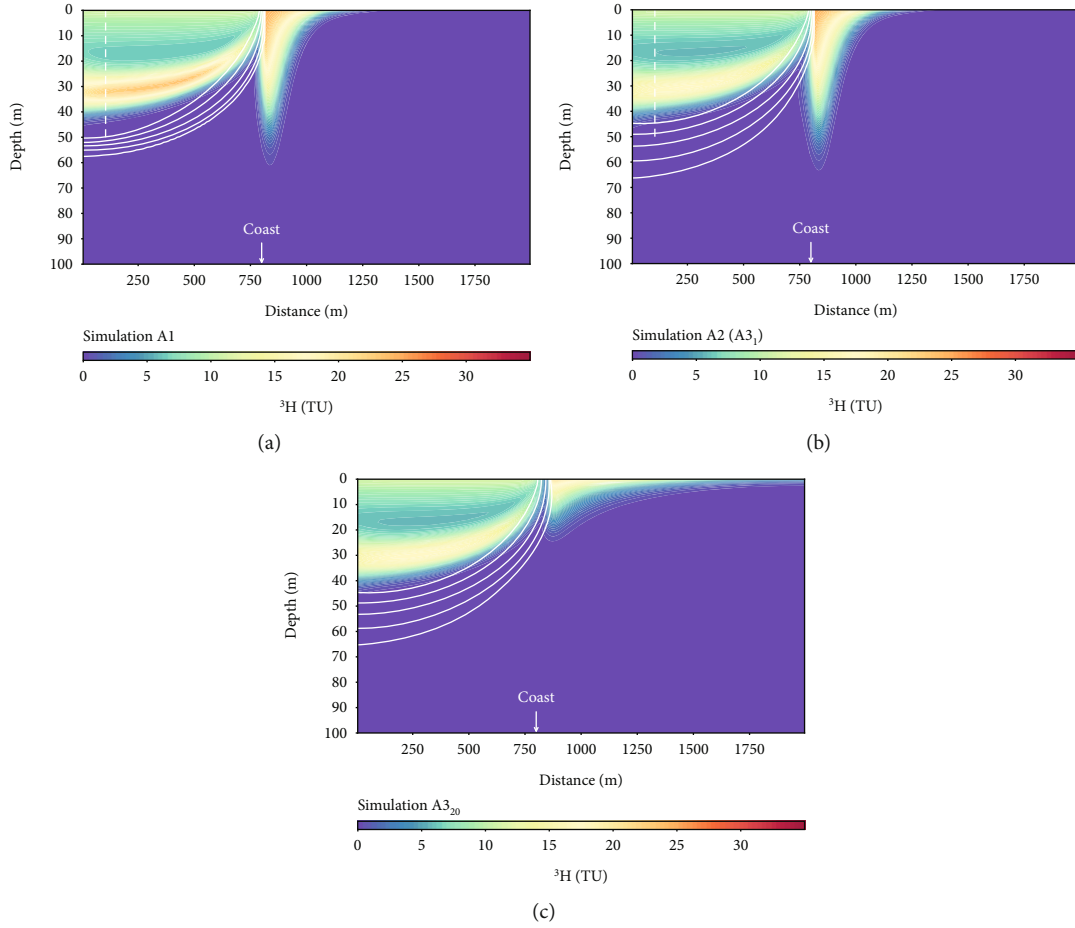 0
10
20
30
40
50
60
70
80
90
100
Depth (m)
Coast
250 500 750 1000 1250 1500 1750
Distance (m)
Simulation A1
0 5 10 15 20 25 30
³H (TU)
(a)
0
10
20
30
40
50
60
70
80
90
100
Depth (m)
Coast
250 500 750 1000 1250 1500 1750
Distance (m)
Simulation A2 (A3₁)
0 5 10 15 20 25 30
³H (TU)
(b)
0
10
20
30
40
50
60
70
80
90
100
Depth (m)
Coast
250 500 750 1000 1250 1500 1750
Distance (m)
Simulation A3₂₀
0 5 10 15 20 25 30
³H (TU)
(c)